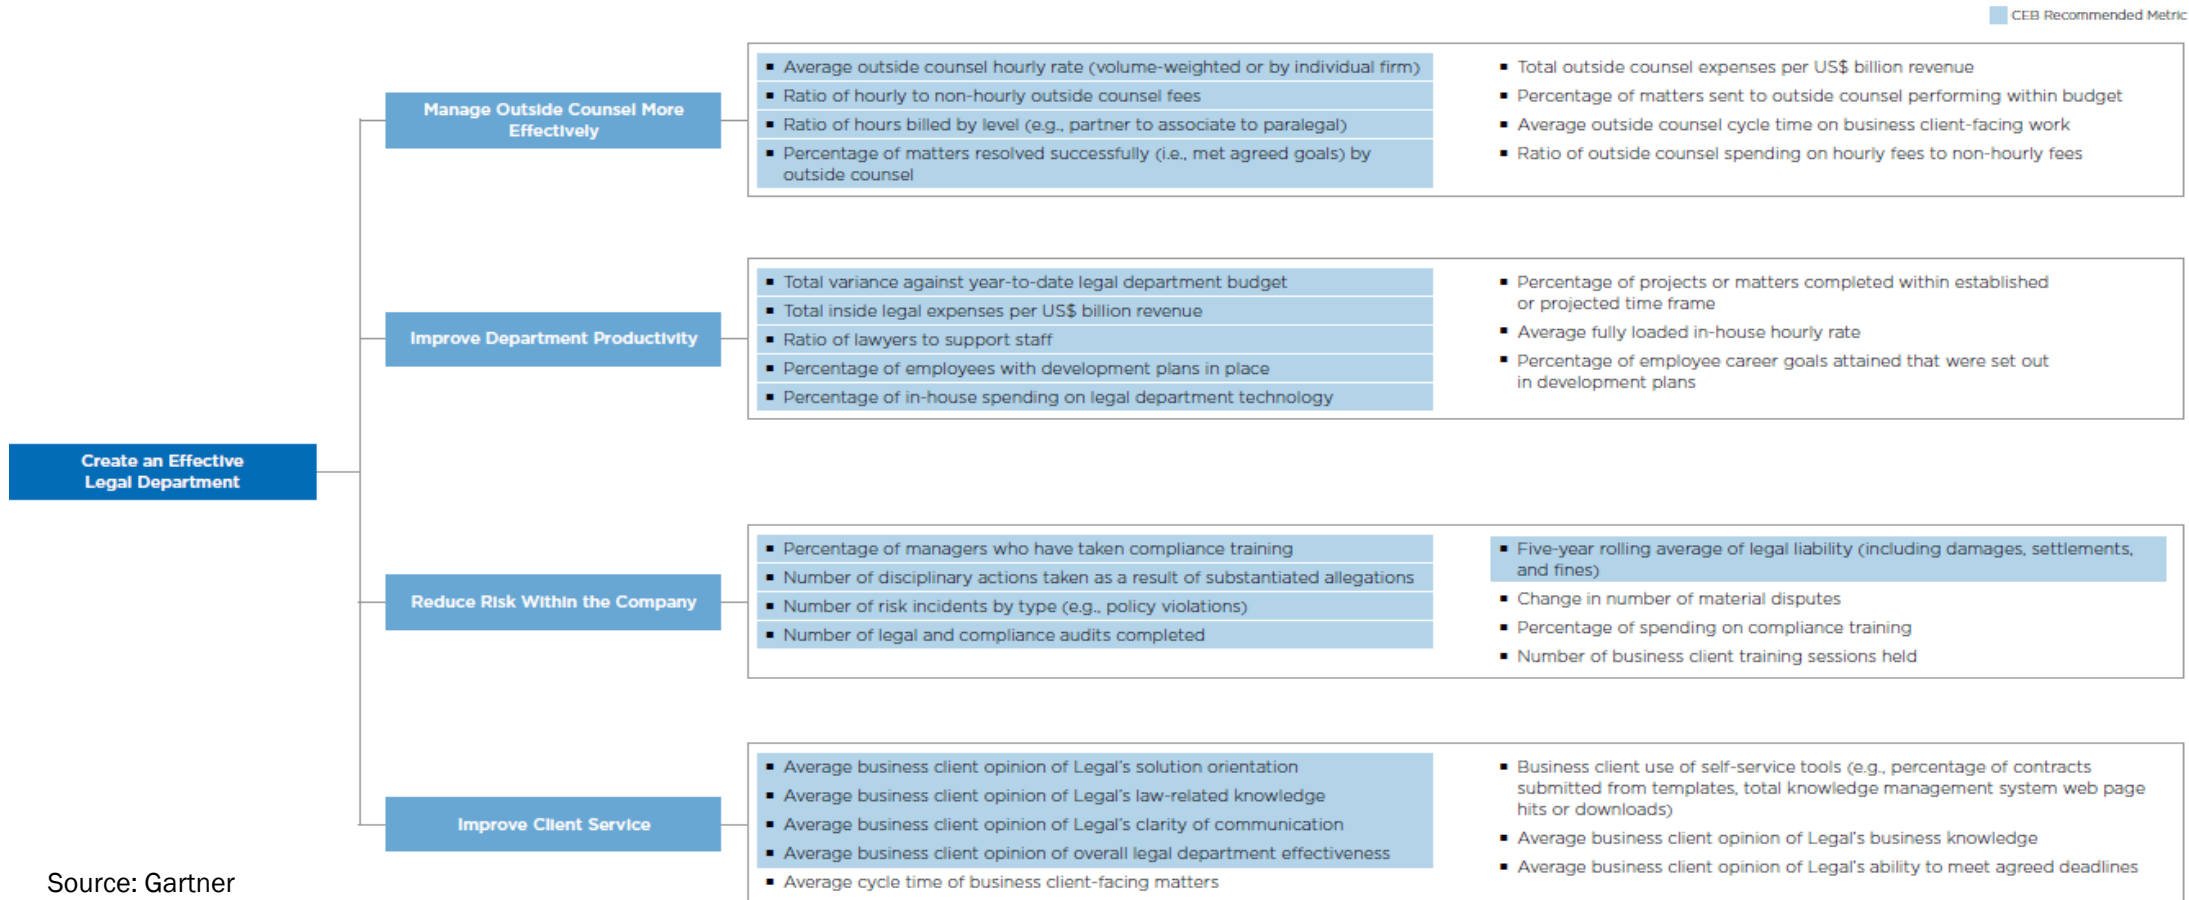 CEB Recommended Metric
▪ Average outside counsel hourly rate (volume-weighted or by individual firm)
▪ Ratio of hourly to non-hourly outside counsel fees
▪ Ratio of hours billed by level (e.g., partner to associate to paralegal)
▪ Percentage of matters resolved successfully (i.e., met agreed goals) by
outside counsel
▪ Total outside counsel expenses per US$ billion revenue
▪ Percentage of matters sent to outside counsel performing within budget
▪ Average outside counsel cycle time on business client-facing work
▪ Ratio of outside counsel spending on hourly fees to non-hourly fees
Manage Outside Counsel More
Effectively
▪ Total variance against year-to-date legal department budget
▪ Total inside legal expenses per US$ billion revenue
▪ Ratio of lawyers to support staff
▪ Percentage of employees with development plans in place
▪ Percentage of in-house spending on legal department technology
▪ Percentage of projects or matters completed within established
or projected time frame
▪ Average fully loaded in-house hourly rate
▪ Percentage of employee career goals attained that were set out
in development plans
Improve Department Productivity
Create an Effective
Legal Department
▪ Percentage of managers who have taken compliance training
▪ Number of disciplinary actions taken as a result of substantiated allegations
▪ Number of risk incidents by type (e.g., policy violations)
▪ Number of legal and compliance audits completed
▪ Five-year rolling average of legal liability (including damages, settlements,
and fines)
▪ Change in number of material disputes
▪ Percentage of spending on compliance training
▪ Number of business client training sessions held
Reduce Risk Within the Company
▪ Average business client opinion of Legal's solution orientation
▪ Average business client opinion of Legal's law-related knowledge
▪ Average business client opinion of Legal's clarity of communication
▪ Average business client opinion of overall legal department effectiveness
▪ Average cycle time of business client-facing matters
▪ Business client use of self-service tools (e.g., percentage of contracts
submitted from templates, total knowledge management system web page
hits or downloads)
▪ Average business client opinion of Legal's business knowledge
▪ Average business client opinion of Legal's ability to meet agreed deadlines
Improve Client Service
Source: Gartner